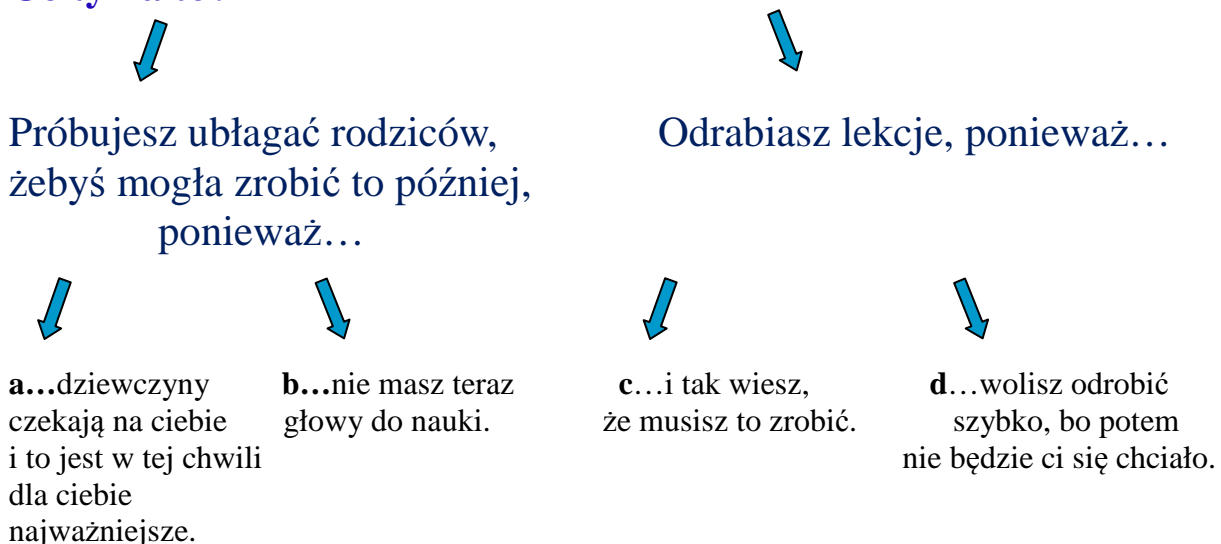 Próbujesz ubłagać rodziców,
żebyś mogła zrobić to później,
ponieważ…
Odrabiasz lekcje, ponieważ…
a…dziewczyny
czekają na ciebie
i to jest w tej chwili
dla ciebie
najważniejsze.
b…nie masz teraz
głowy do nauki.
c…i tak wiesz,
że musisz to zrobić.
d…wolisz odrobić
szybko, bo potem
nie będzie ci się chciało.